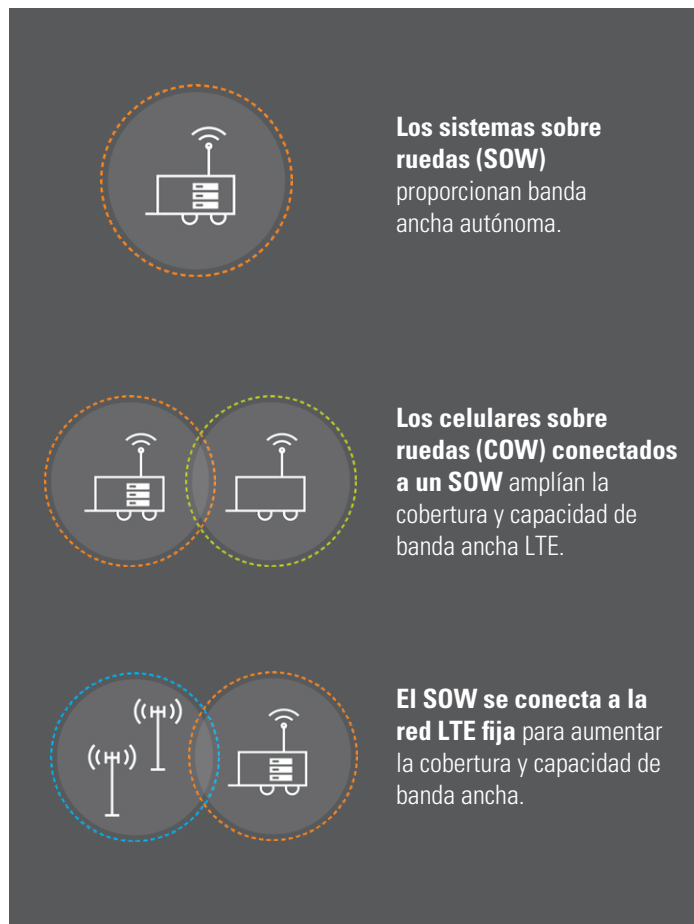 Los sistemas sobre
ruedas (SOW)
proporcionan banda
ancha autónoma.
Los celulares sobre
ruedas (COW) conectados
a un SOW amplían la
cobertura y capacidad de
banda ancha LTE.
El SOW se conecta a la
red LTE fija para aumentar
la cobertura y capacidad de
banda ancha.